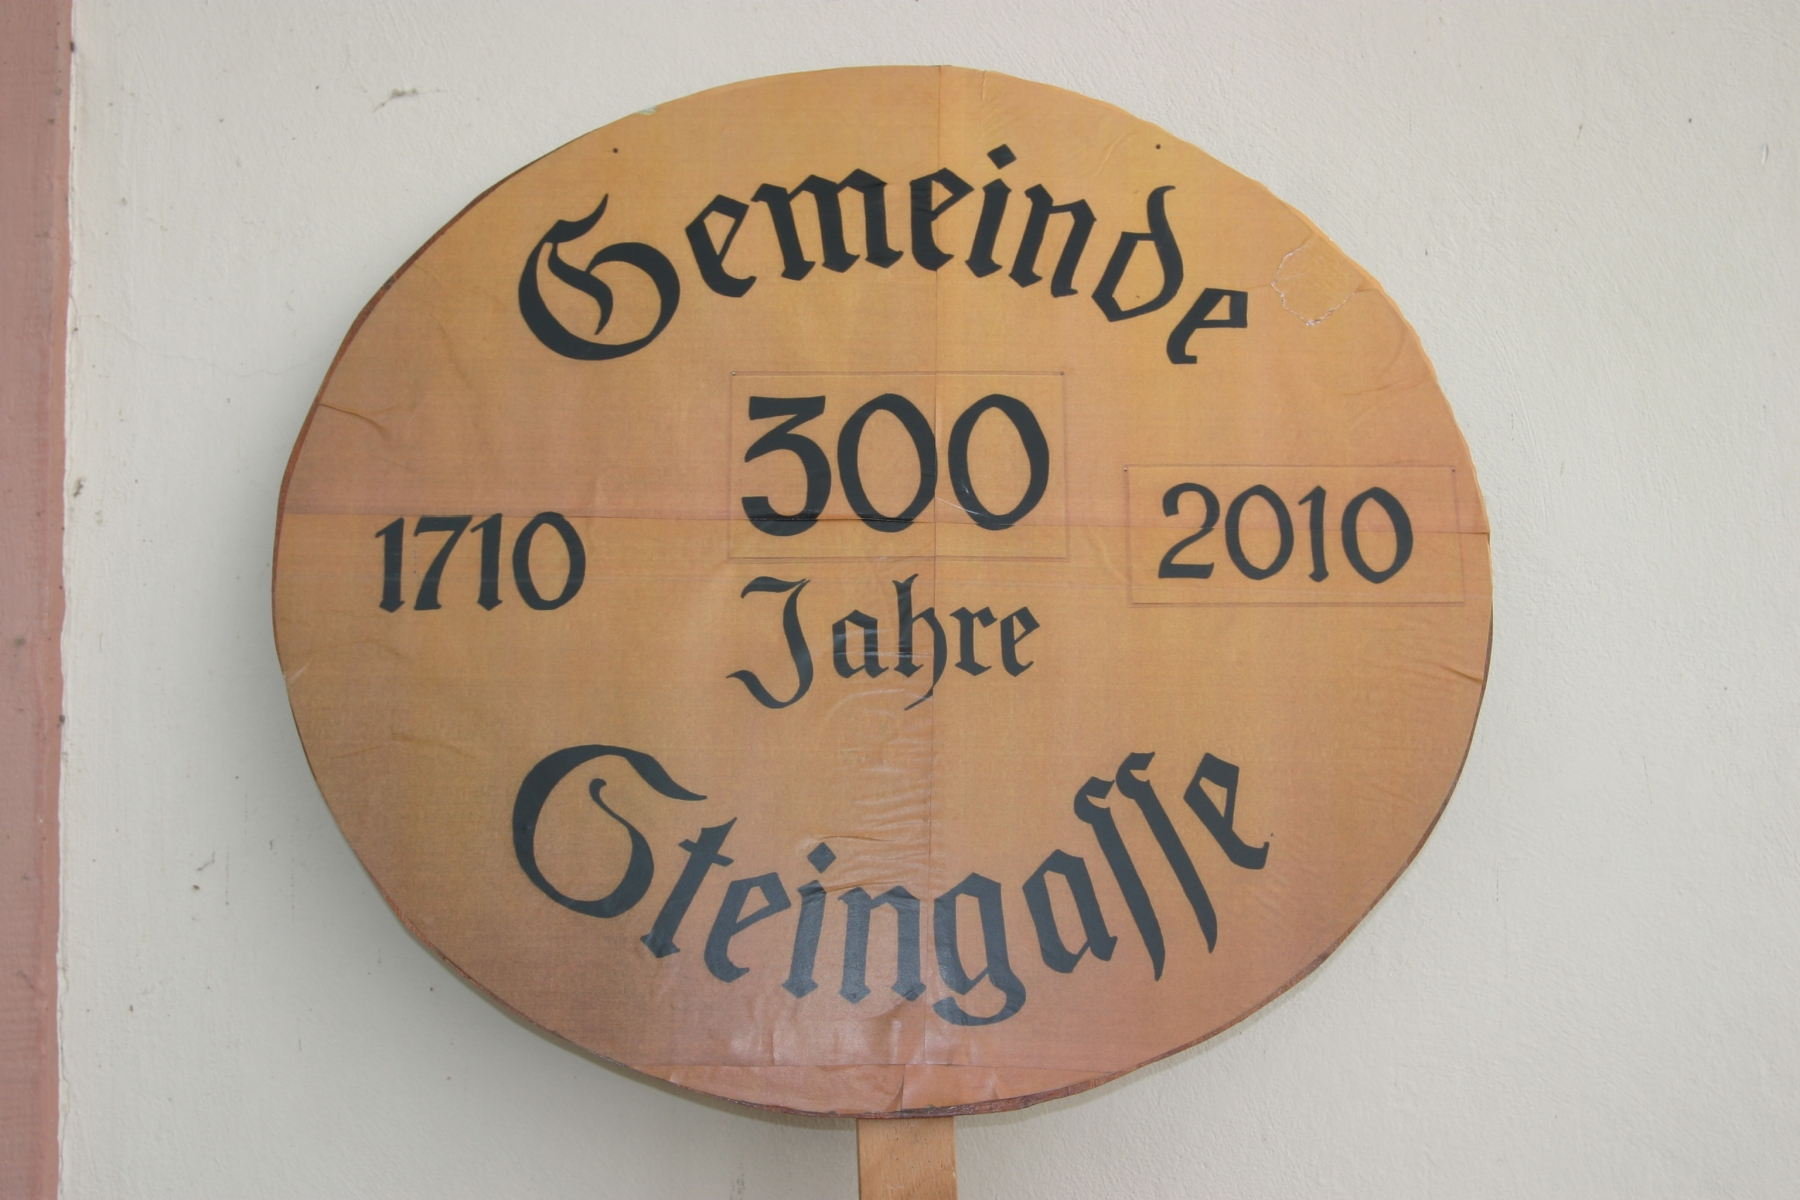 Gemeinde
300
1710 2010
Jahre
Steingasse